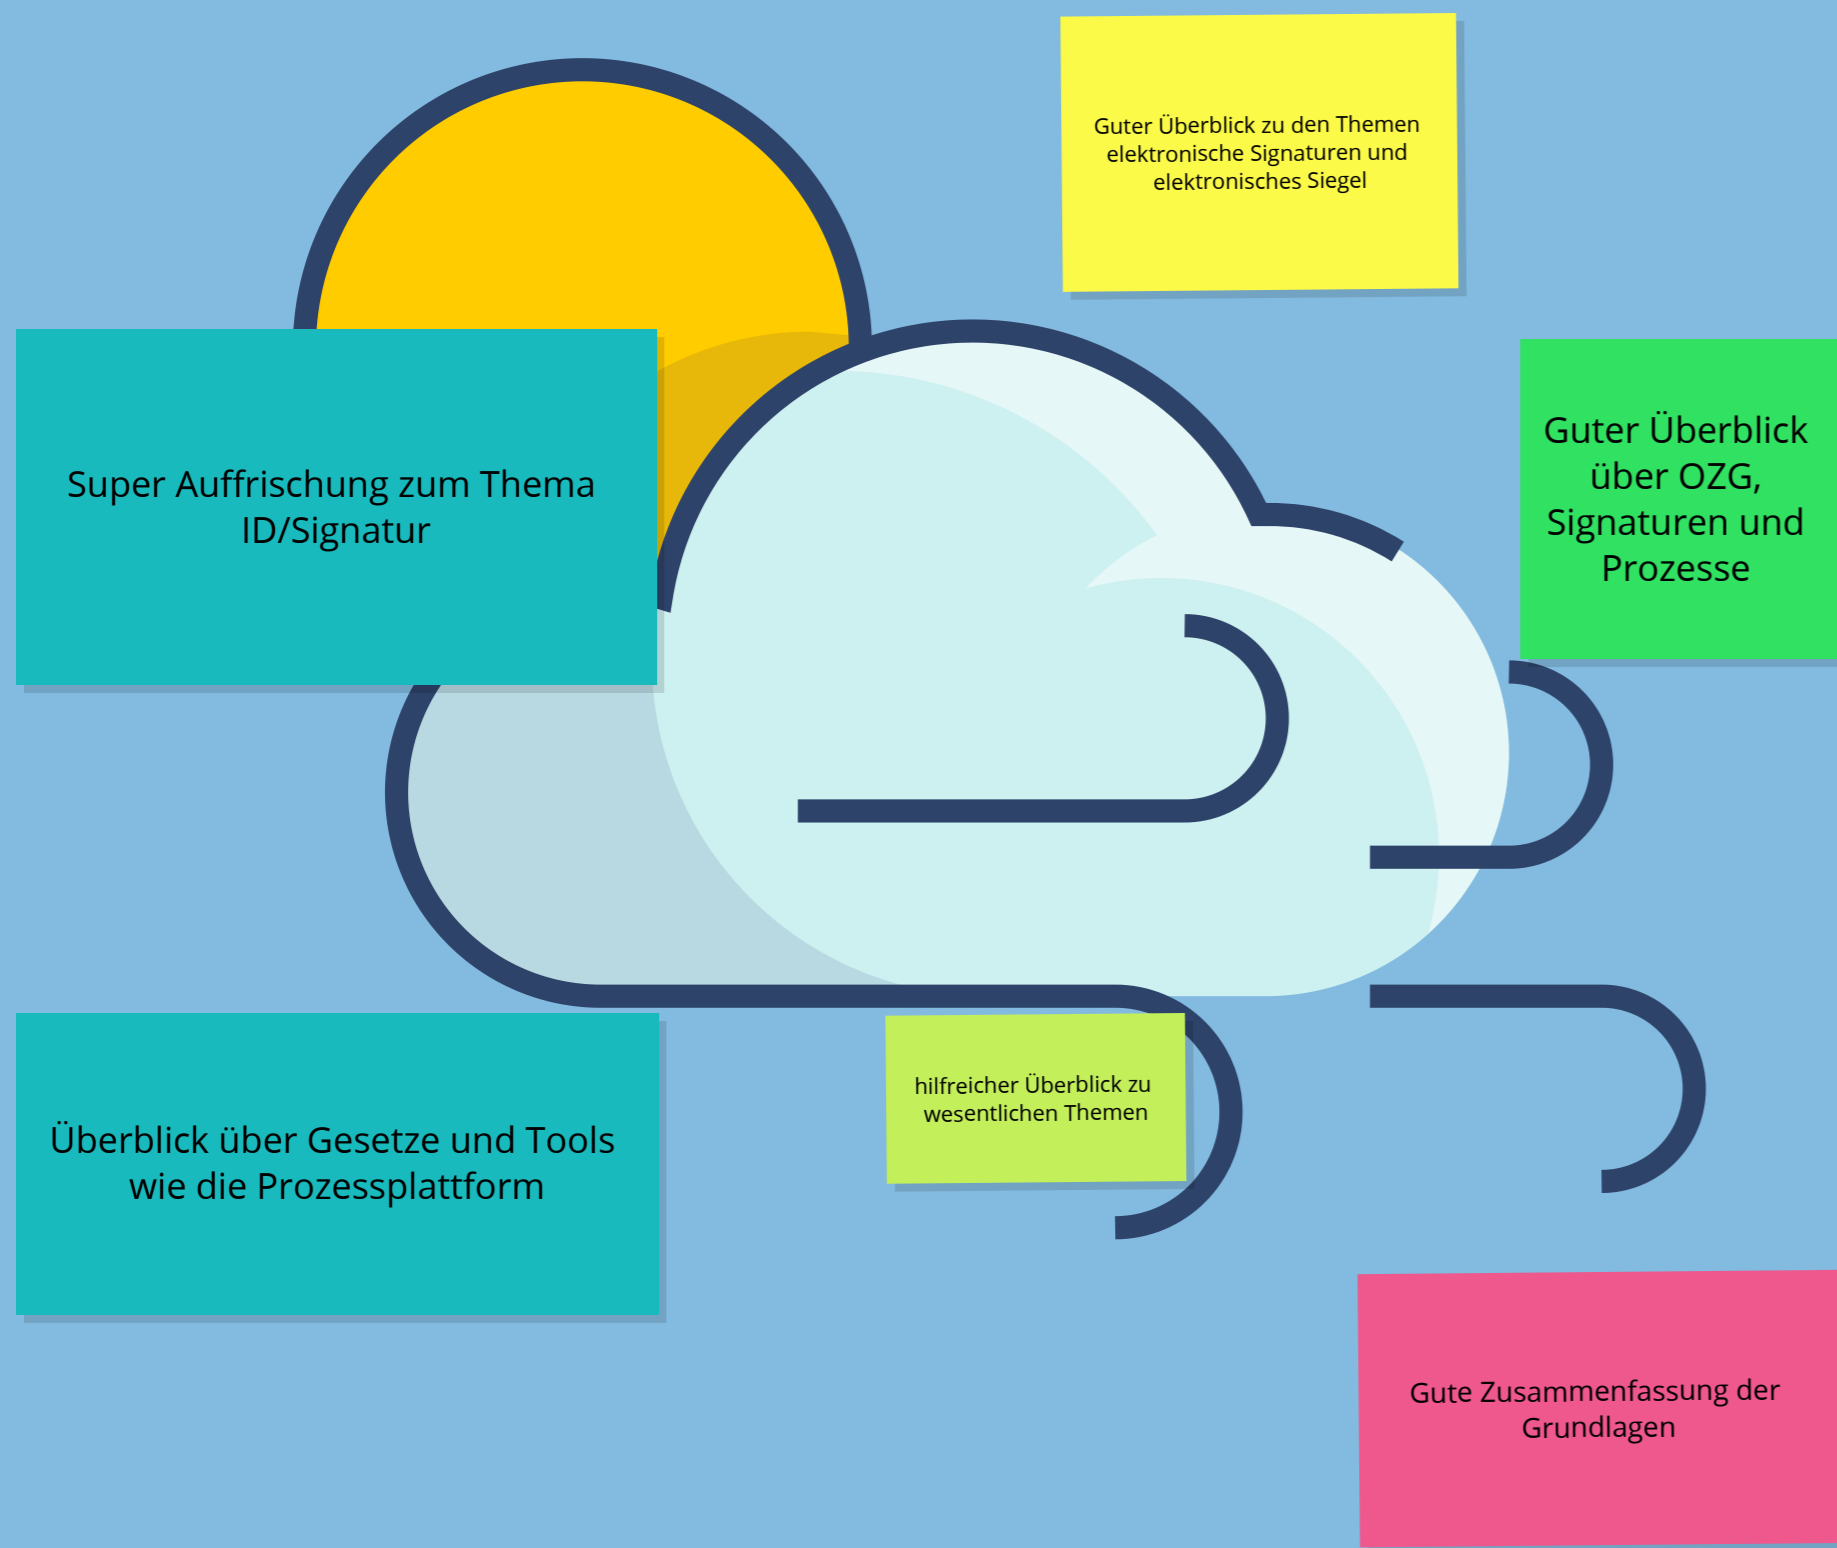 Guter Überblick zu den Themen
elektronische Signaturen und
elektronisches Siegel
Super Auffrischung zum Thema
ID/Signatur
Guter Überblick
über OZG,
Signaturen und
Prozesse
Überblick über Gesetze und Tools
wie die Prozessplattform
hilfreicher Überblick zu
wesentlichen Themen
Gute Zusammenfassung der
Grundlagen